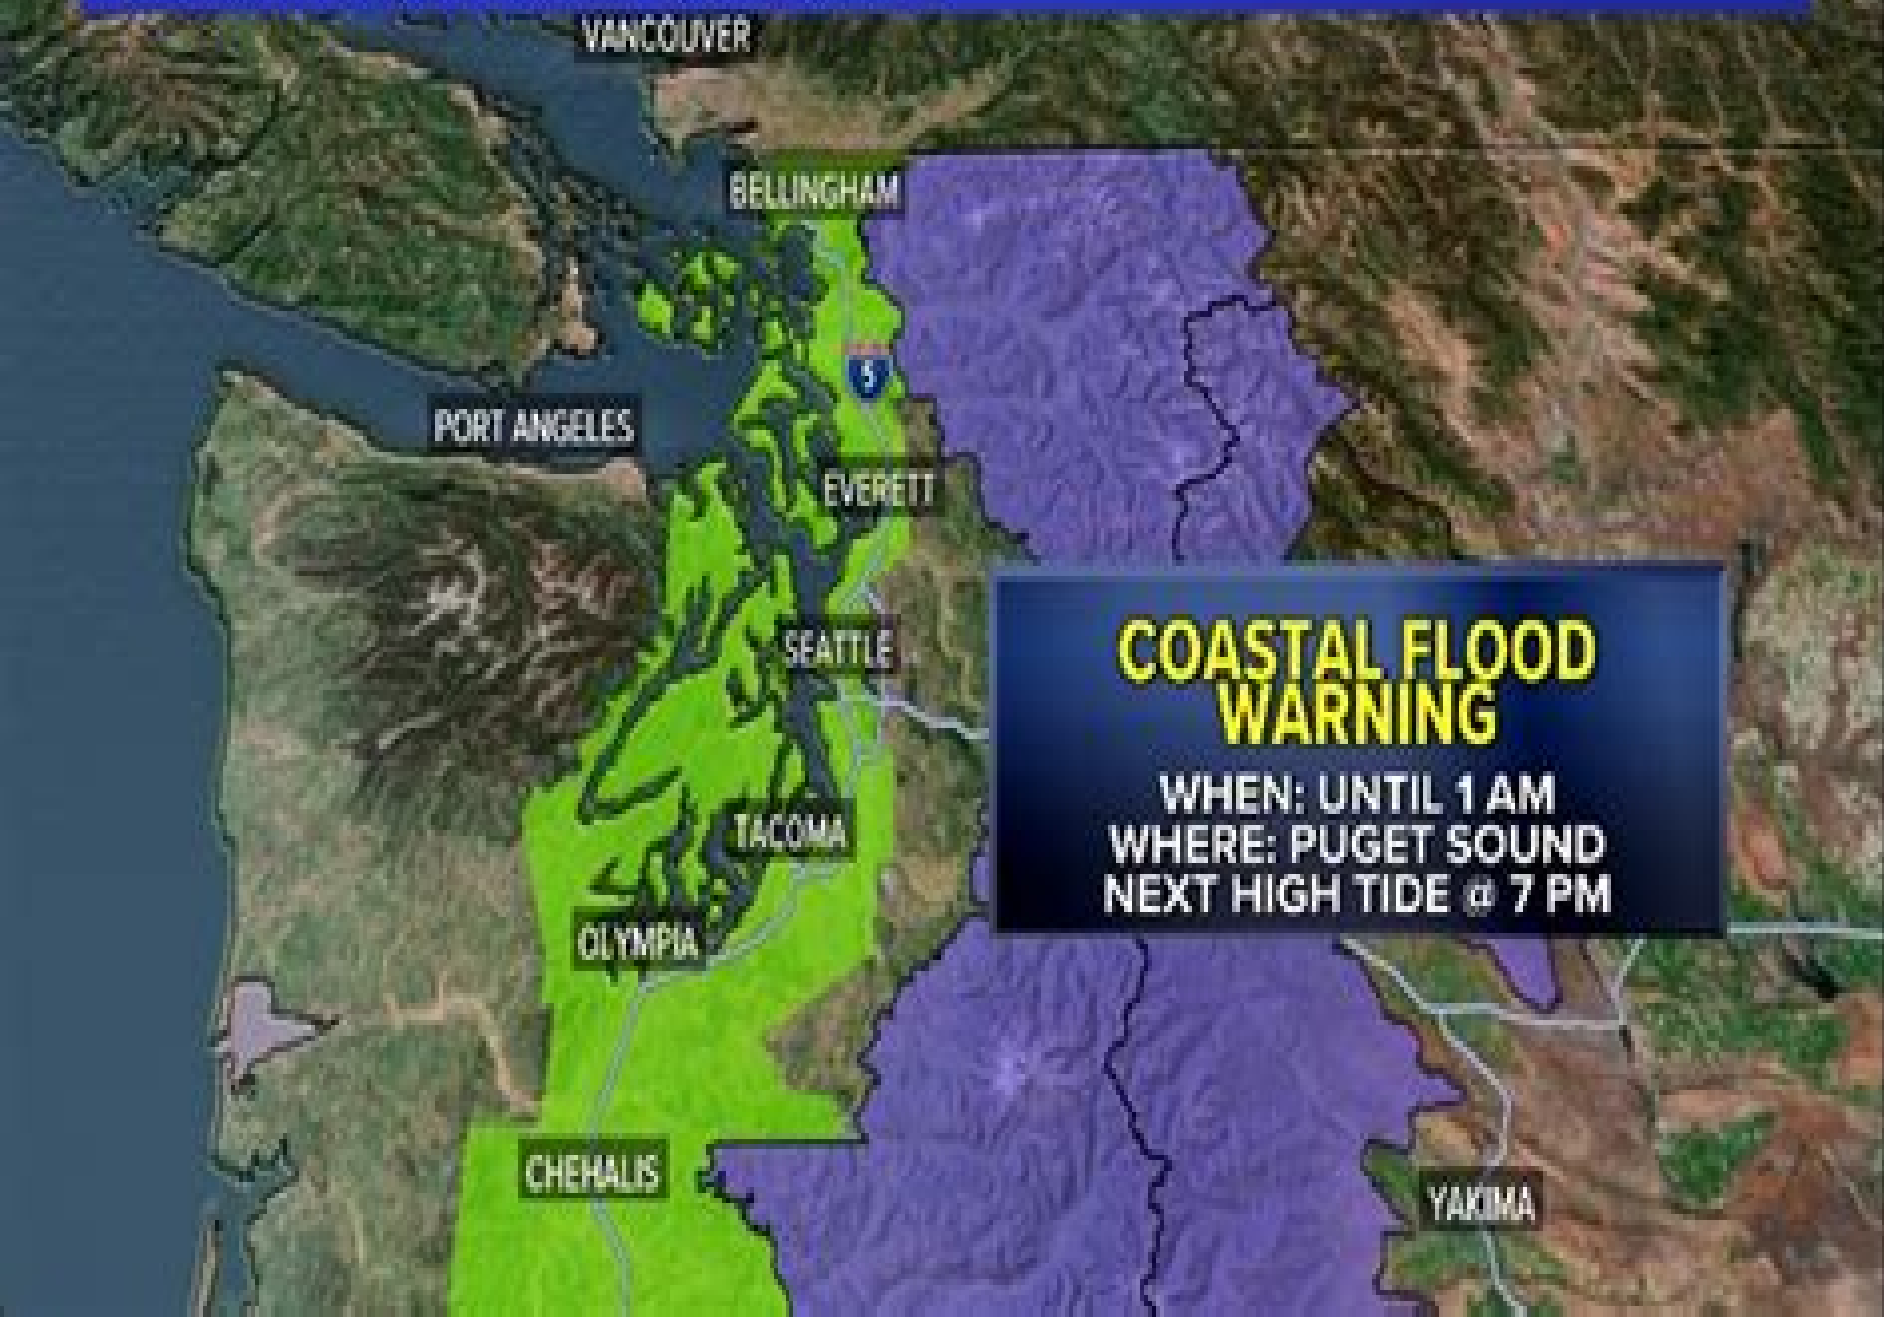 VANCOUVER
BELLINGHAM
5
PORT ANGELES
EVERETT
SEATTLE
COASTAL FLOOD
WARNING
WHEN: UNTIL 1 AM
WHERE: PUGET SOUND
NEXT HIGH TIDE @ 7 PM
TACOMA
OLYMPIA
CHEHALIS
YAKIMA